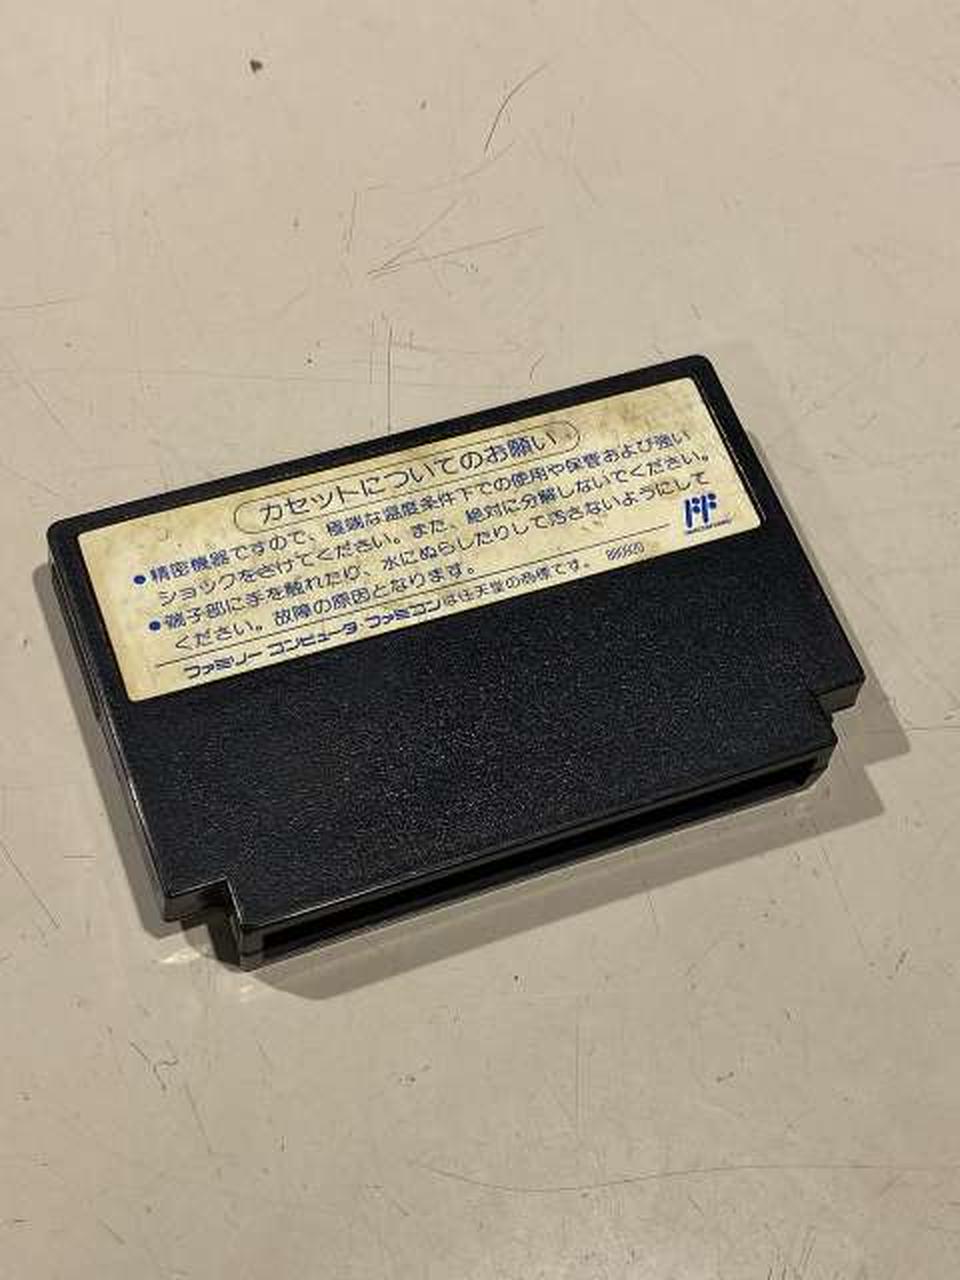 カセットについてのお願い
●精密機器ですので、極端な温度条件下での使用や保管および強い
ショックをさけてください。また、絶対に分解しないでください。
●端子部に手を触れたり、水にぬらしたりして汚さないようにして
ください。故障の原因となります。
ファミリーコンピュータ ファミコンは任天堂の商標です。